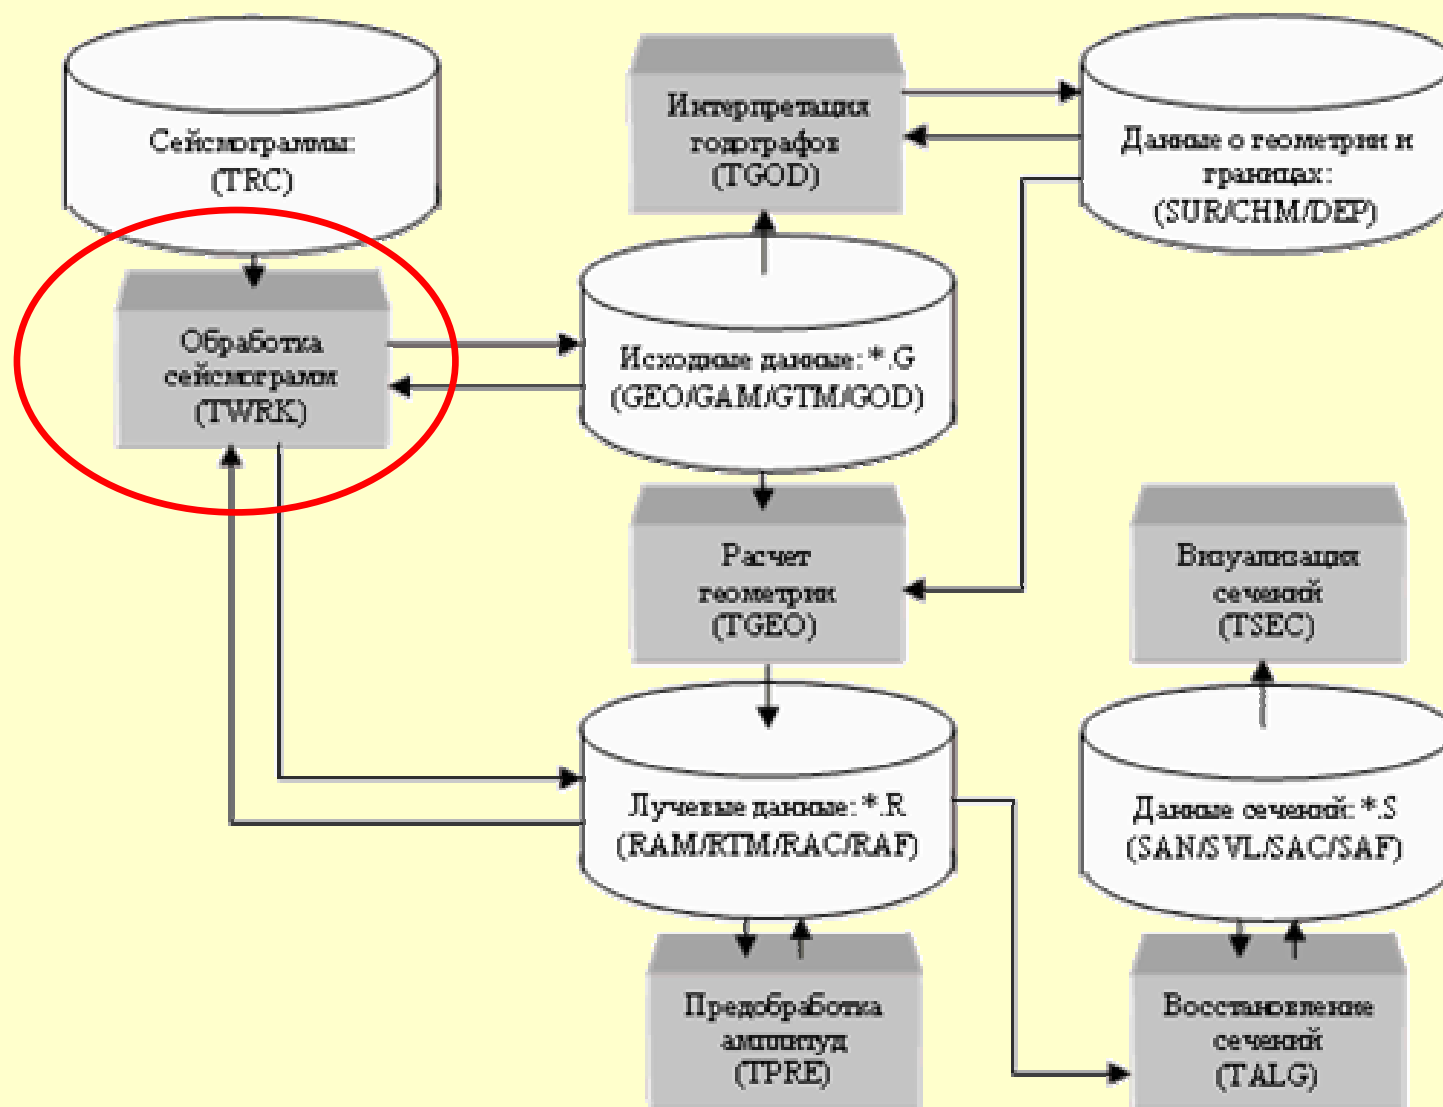 Сейсмограммы:
(TRC)
Интерпретация
годографов
(TGOD)
Данные о геометрии и
границах:
(SUR/CHM/DEP)
Обработка
сейсмограмм
(TWRK)
Исходные данные: *.G
(GEO/GAM/GTM/GOD)
Расчет
геометрии
(TGEO)
Визуализация
сечений
(TSEC)
Лучевые данные: *.R
(RAM/RTM/RAC/RAF)
Данные сечений: *.S
(SAN/SVL/SAC/SAF)
Предобработка
амплитуд
(TPRE)
Восстановление
сечений
(TALG)